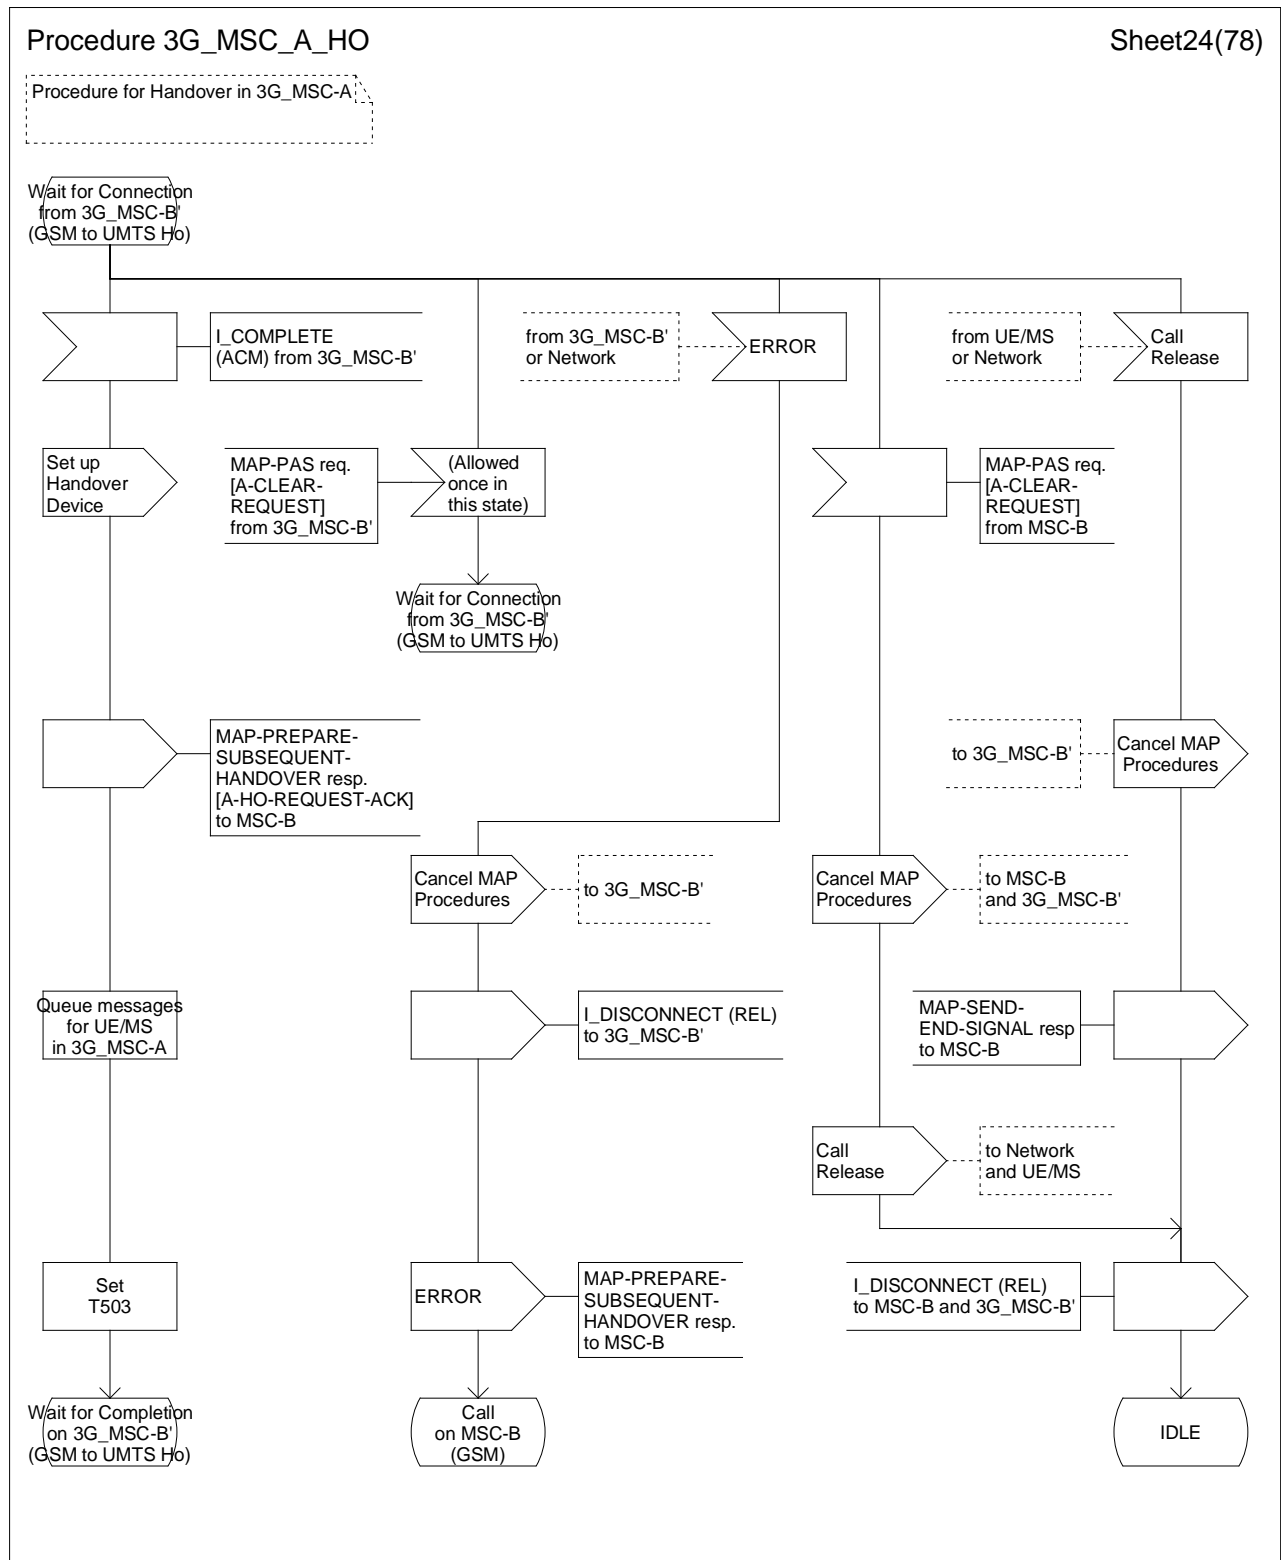 Procedure 3G_MSC_A_HO
Sheet24(78)
Procedure for Handover in 3G_MSC-A
Wait for Connection
from 3G_MSC-B'
(GSM to UMTS Ho)
I_COMPLETE
(ACM) from 3G_MSC-B'
from 3G_MSC-B'
or Network
ERROR
from UE/MS
or Network
Call
Release
Set up
Handover
Device
MAP-PAS req.
[A-CLEAR-
REQUEST]
from 3G_MSC-B'
(Allowed
once in
this state)
MAP-PAS req.
[A-CLEAR-
REQUEST]
from MSC-B
Wait for Connection
from 3G_MSC-B'
(GSM to UMTS Ho)
MAP-PREPARE-
SUBSEQUENT-
HANDOVER resp.
[A-HO-REQUEST-ACK]
to MSC-B
to 3G_MSC-B'
Cancel MAP
Procedures
Cancel MAP
Procedures
to 3G_MSC-B'
Cancel MAP
Procedures
to MSC-B
and 3G_MSC-B'
Queue messages
for UE/MS
in 3G_MSC-A
I_DISCONNECT (REL)
to 3G_MSC-B'
MAP-SEND-
END-SIGNAL resp
to MSC-B
Call
Release
to Network
and UE/MS
Set
T503
ERROR
MAP-PREPARE-
SUBSEQUENT-
HANDOVER resp.
to MSC-B
I_DISCONNECT (REL)
to MSC-B and 3G_MSC-B'
Wait for Completion
on 3G_MSC-B'
(GSM to UMTS Ho)
Call
on MSC-B
(GSM)
IDLE